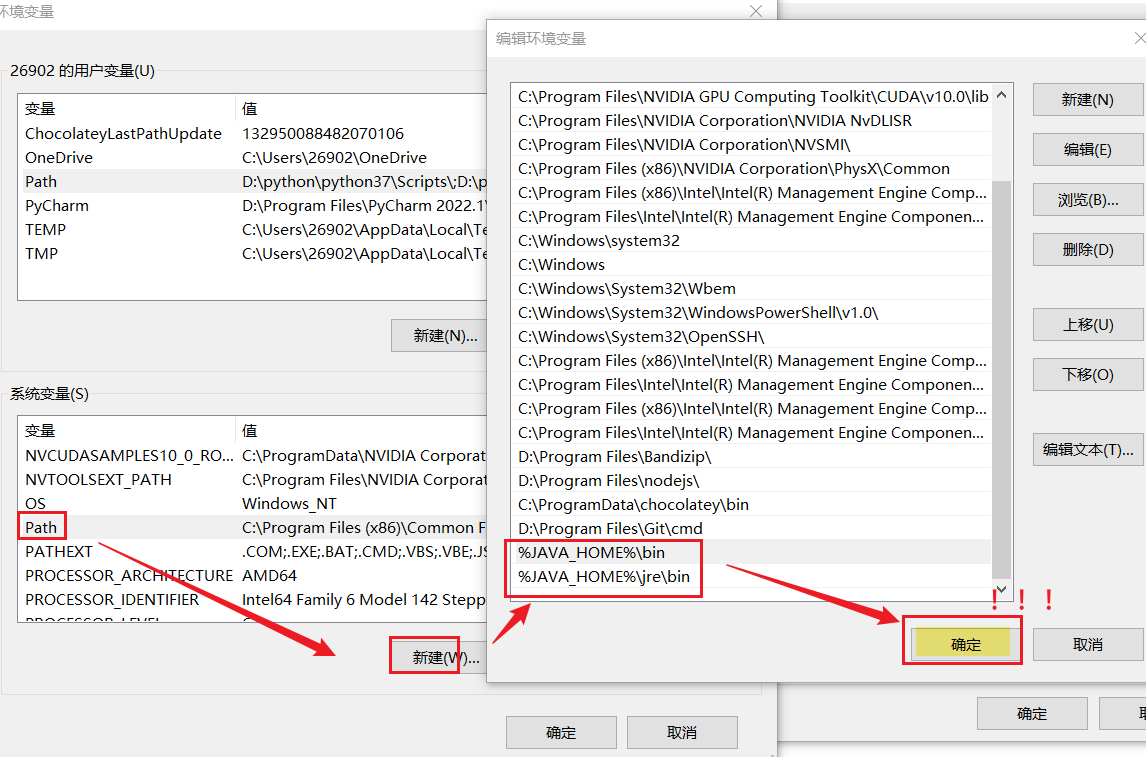 环境变量
26902 的用户变量(U)
变量 值
ChocolateyLastPathUpdate 132950088482070106
OneDrive C:\Users\26902\OneDrive
Path D:\python\python37\Scripts\;D:\p
PyCharm D:\Program Files\PyCharm 2022.1\
TEMP C:\Users\26902\AppData\Local\Te
TMP C:\Users\26902\AppData\Local\Te
新建(N)...
系统变量(S)
变量 值
NVCUDASAMPLES10_0_RO... C:\ProgramData\NVIDIA Corporat
NVTOOLSEXT_PATH C:\Program Files\NVIDIA Corporat
OS Windows_NT
Path C:\Program Files (x86)\Common F
PATHEXT .COM;.EXE;.BAT;.CMD;.VBS;.VBE;.JS
PROCESSOR_ARCHITECTURE AMD64
PROCESSOR_IDENTIFIER Intel64 Family 6 Model 142 Stepp
新建(W)...
确定
取消
编辑环境变量
C:\Program Files\NVIDIA GPU Computing Toolkit\CUDA\v10.0\lib
C:\Program Files\NVIDIA Corporation\NVIDIA NvDLISR
C:\Program Files\NVIDIA Corporation\NVSMI\
C:\Program Files (x86)\NVIDIA Corporation\PhysX\Common
C:\Program Files (x86)\Intel\Intel(R) Management Engine Comp...
C:\Program Files\Intel\Intel(R) Management Engine Componen...
C:\Windows\system32
C:\Windows
C:\Windows\System32\Wbem
C:\Windows\System32\WindowsPowerShell\v1.0\
C:\Windows\System32\OpenSSH\
C:\Program Files (x86)\Intel\Intel(R) Management Engine Comp...
C:\Program Files\Intel\Intel(R) Management Engine Componen...
C:\Program Files (x86)\Intel\Intel(R) Management Engine Comp...
C:\Program Files\Intel\Intel(R) Management Engine Componen...
D:\Program Files\Bandizip\
D:\Program Files\nodejs\
C:\ProgramData\chocolatey\bin
D:\Program Files\Git\cmd
%JAVA_HOME%\bin
%JAVA_HOME%\jre\bin
新建(N)
编辑(E)
浏览(B)...
删除(D)
上移(U)
下移(O)
编辑文本(T)...
！！！
确定
取消
确定